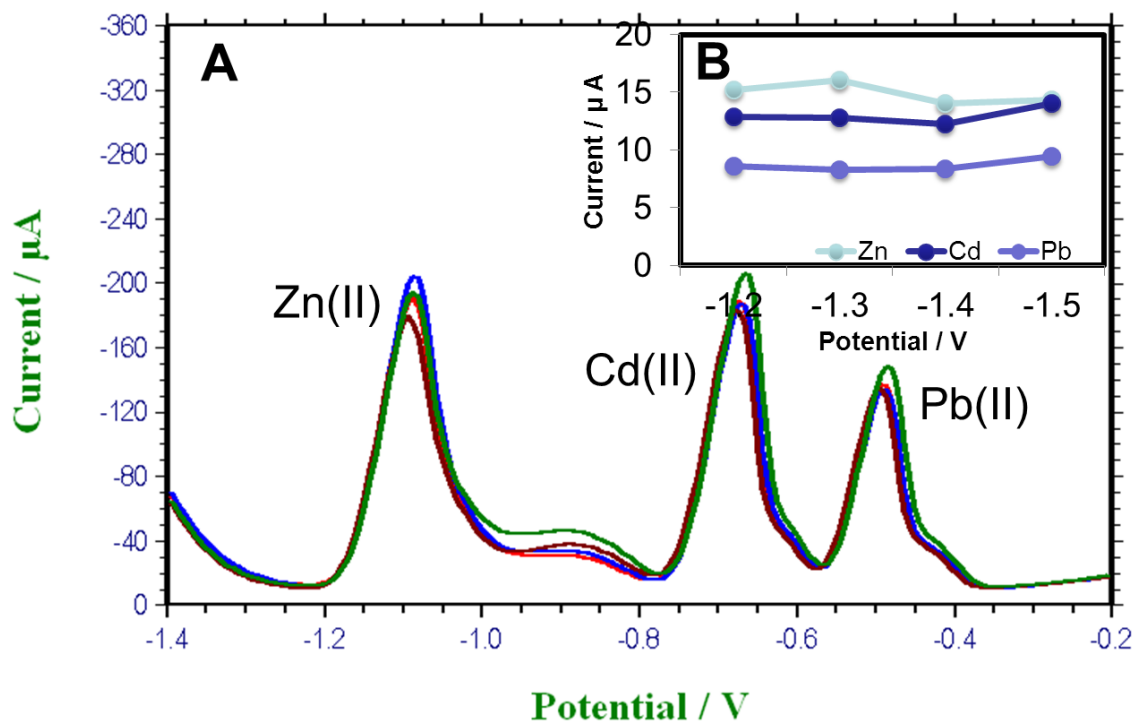 A
Current / µA
-360
-320
-280
-240
-200
-160
-120
-80
-40
0
-1.4
-1.2
-1.0
-0.8
-0.6
-0.4
-0.2
Potential / V
Zn(II)
Cd(II)
Pb(II)
B
Current / µ A
20
15
10
5
0
Zn Cd Pb
-1.2 -1.3 -1.4 -1.5
Potential / V